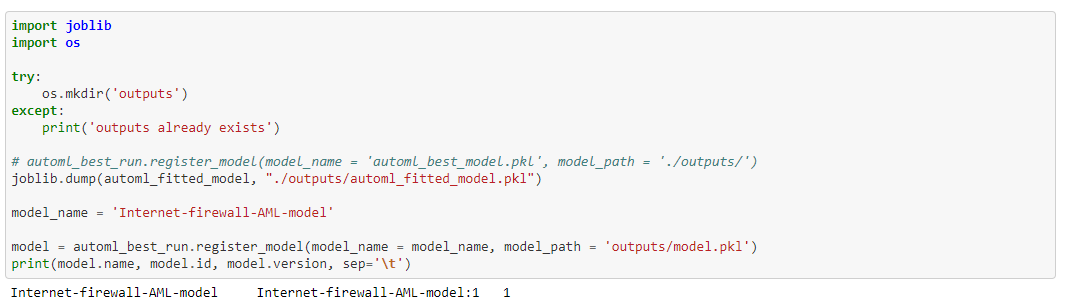 import joblib
import os
try:
    os.mkdir('outputs')
except:
    print('outputs already exists')
# automl_best_run.register_model(model_name = 'automl_best_model.pkl', model_path = './outputs/')
joblib.dump(automl_fitted_model, "./outputs/automl_fitted_model.pkl")
model_name = 'Internet-firewall-AML-model'
model = automl_best_run.register_model(model_name = model_name, model_path = 'outputs/model.pkl')
print(model.name, model.id, model.version, sep='\t')
Internet-firewall-AML-model     Internet-firewall-AML-model:1   1